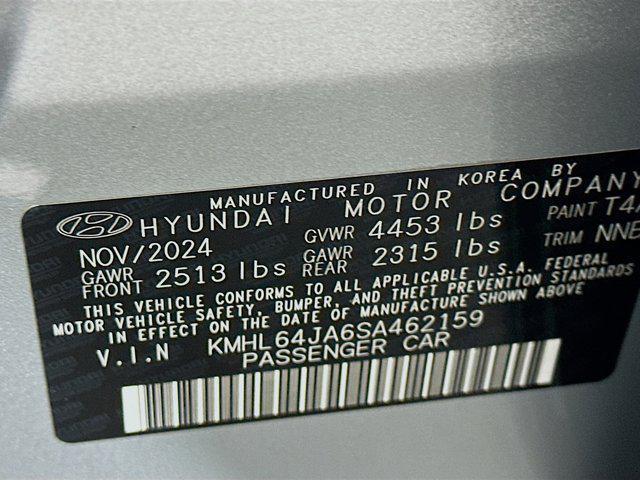 MANUFACTURED IN KOREA BY
HYUNDAI MOTOR COMPANY
NOV/2024 GVWR 4453 lbs PAINT T4A
GAWR FRONT 2513 lbs GAWR REAR 2315 lbs TRIM NNB
THIS VEHICLE CONFORMS TO ALL APPLICABLE U.S.A. FEDERAL
MOTOR VEHICLE SAFETY, BUMPER, AND THEFT PREVENTION STANDARDS
IN EFFECT ON THE DATE OF MANUFACTURE SHOWN ABOVE
V.I.N KMHL64JA6SA462159
PASSENGER CAR